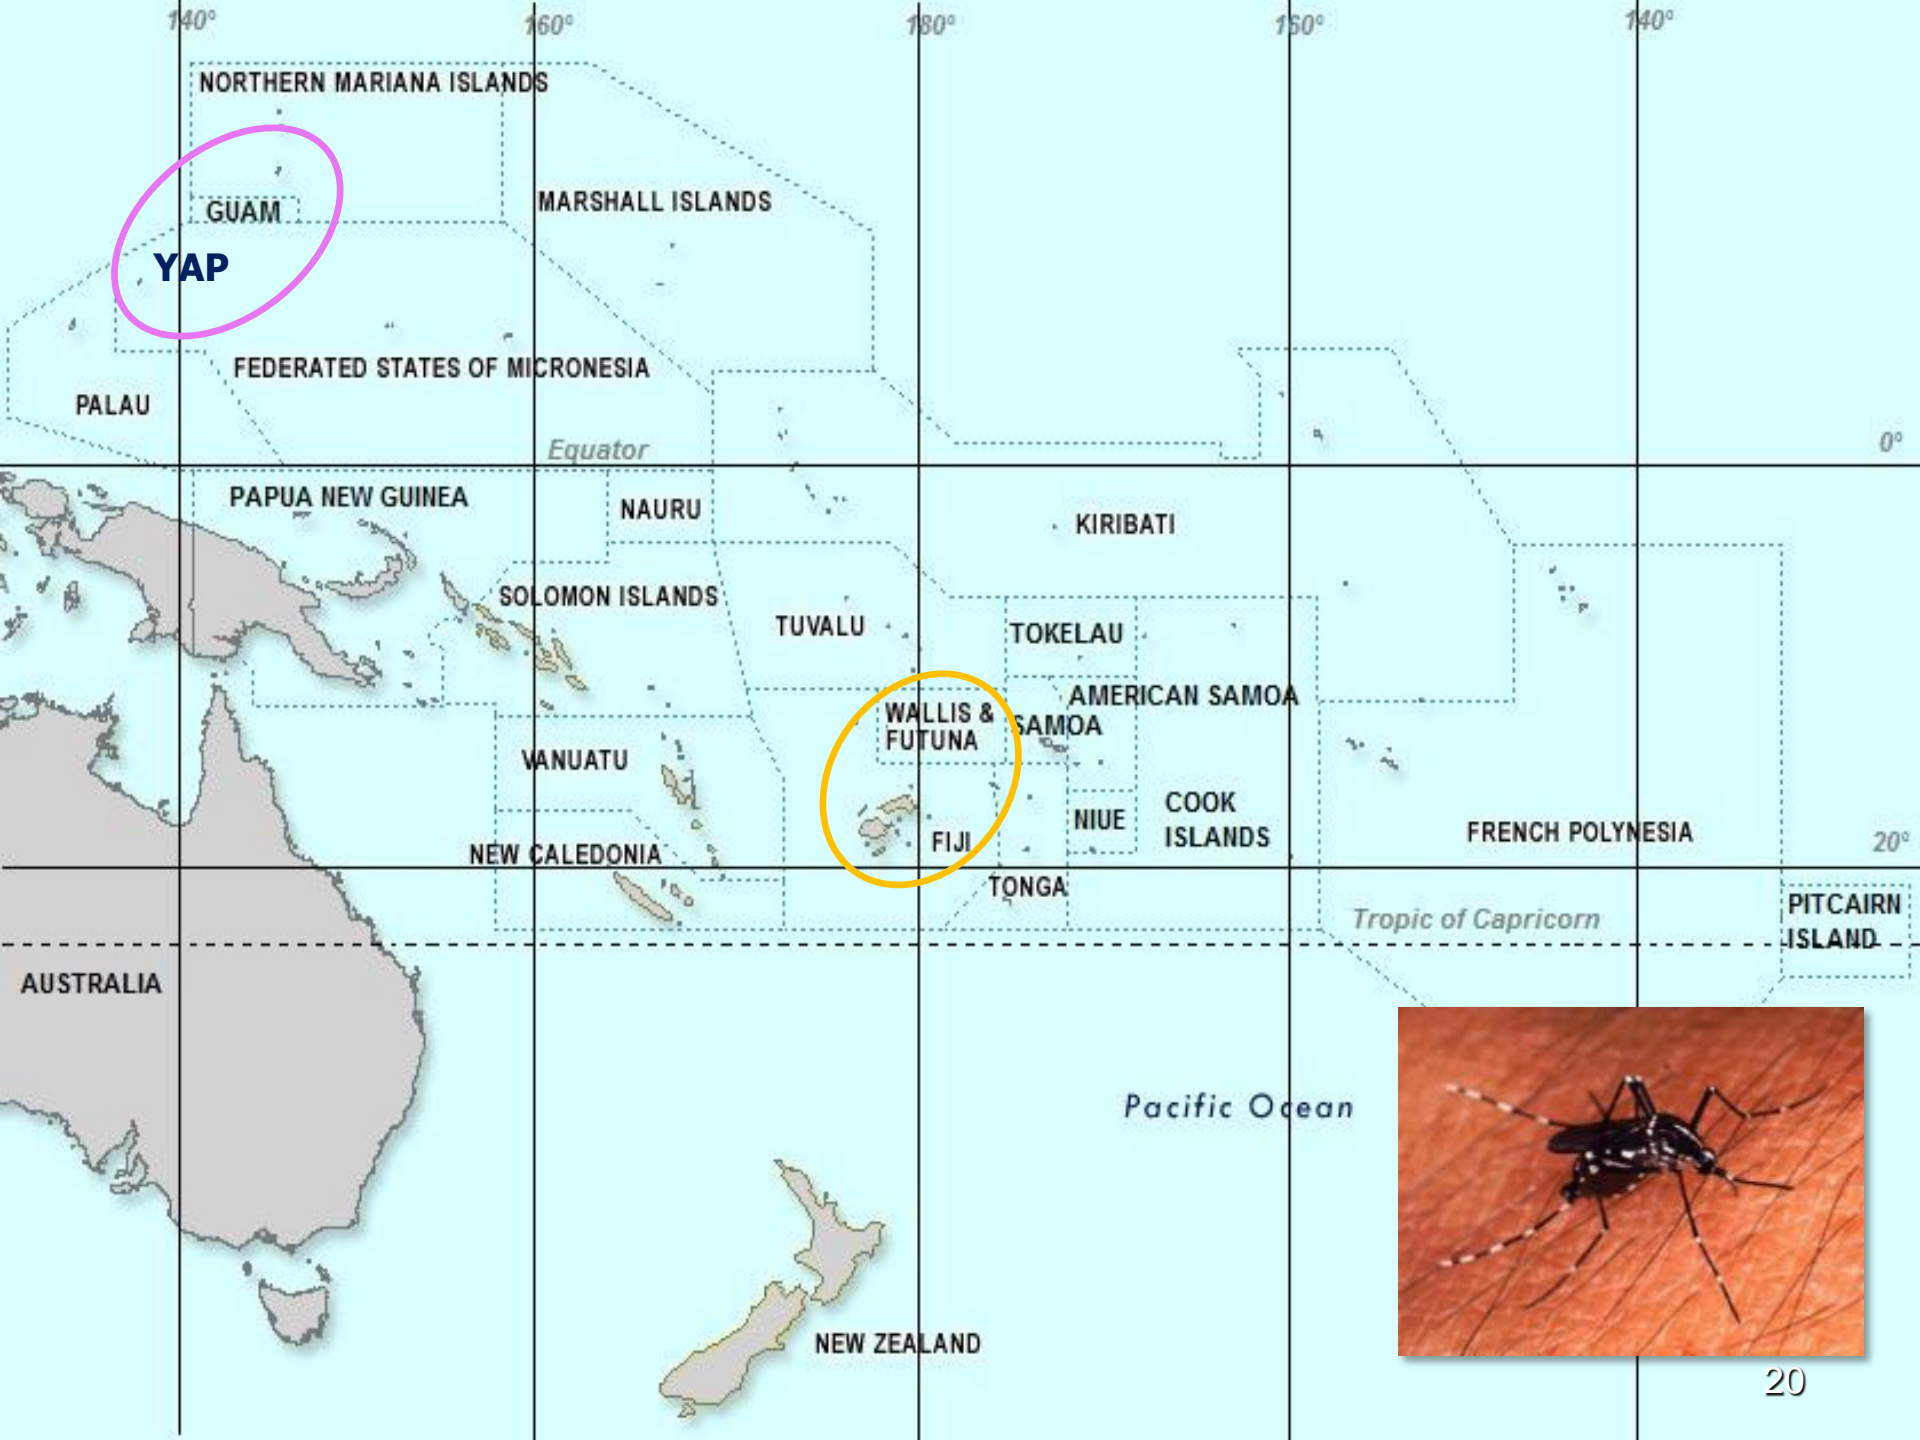 140°
160°
180°
160°
140°
NORTHERN MARIANA ISLANDS
MARSHALL ISLANDS
GUAM
YAP
FEDERATED STATES OF MICRONESIA
PALAU
Equator
0°
PAPUA NEW GUINEA
NAURU
KIRIBATI
SOLOMON ISLANDS
TUVALU
TOKELAU
AMERICAN SAMOA
WALLIS &
FUTUNA
SAMOA
VANUATU
COOK
ISLANDS
NIUE
FIJI
FRENCH POLYNESIA
20°
NEW CALEDONIA
TONGA
PITCAIRN
ISLAND
Tropic of Capricorn
AUSTRALIA
Pacific Ocean
NEW ZEALAND
20